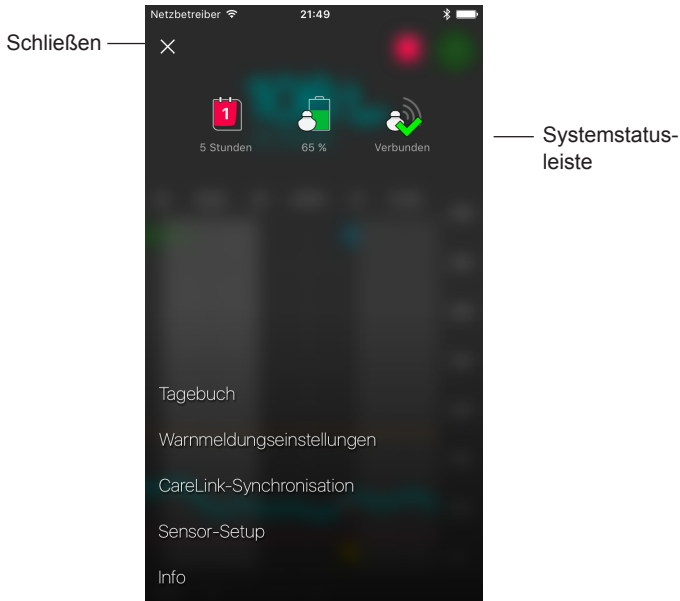 Netzbetreiber 21:49
Schließen
1
5 Stunden 65 % Verbunden
Systemstatus-
leiste
Tagebuch
Warnmeldungseinstellungen
CareLink-Synchronisation
Sensor-Setup
Info